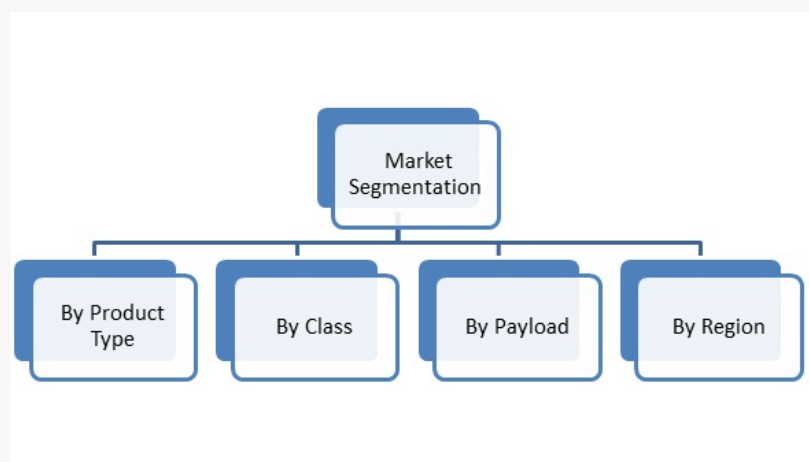 Market
Segmentation
By Product
Type
By Class
By Payload
By Region